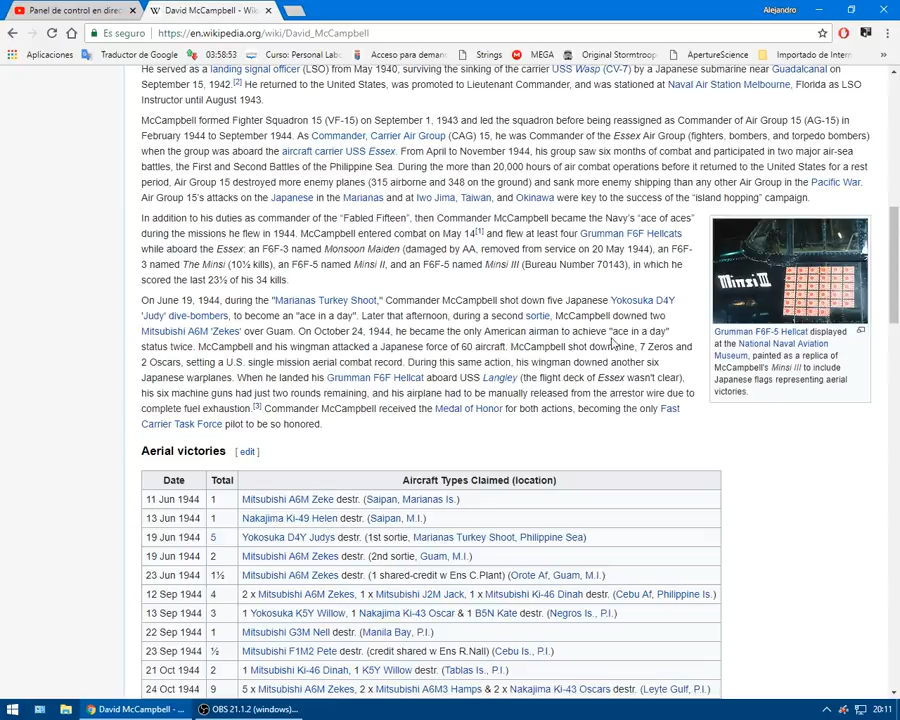 Panel de control en direc
David McCampbell - Wiki
Alejandro
Es seguro
https://en.wikipedia.org/wiki/David_McCampbell
Aplicaciones
Traductor de Google
03:58:53
Curso: Personal Lab
Acceso para deman
Strings
MEGA
Original Stormtroop
ApertureScience
Importado de Intern
He served as a landing signal officer (LSO) from May 1940, surviving the sinking of the carrier USS Wasp (CV-7) by a Japanese submarine near Guadalcanal on
September 15, 1942.[2] He returned to the United States, was promoted to Lieutenant Commander, and was stationed at Naval Air Station Melbourne, Florida as LSO
Instructor until August 1943.
McCampbell formed Fighter Squadron 15 (VF-15) on September 1, 1943 and led the squadron before being reassigned as Commander of Air Group 15 (AG-15) in
February 1944 to September 1944. As Commander, Carrier Air Group (CAG) 15, he was Commander of the Essex Air Group (fighters, bombers, and torpedo bombers)
when the group was aboard the aircraft carrier USS Essex. From April to November 1944, his group saw six months of combat and participated in two major air-sea
battles, the First and Second Battles of the Philippine Sea. During the more than 20,000 hours of air combat operations before it returned to the United States for a rest
period, Air Group 15 destroyed more enemy planes (315 airborne and 348 on the ground) and sank more enemy shipping than any other Air Group in the Pacific War.
Air Group 15's attacks on the Japanese in the Marianas and at Iwo Jima, Taiwan, and Okinawa were key to the success of the "island hopping" campaign.
In addition to his duties as commander of the "Fabled Fifteen", then Commander McCampbell became the Navy's "ace of aces"
during the missions he flew in 1944. McCampbell entered combat on May 14[1] and flew at least four Grumman F6F Hellcats
while aboard the Essex: an F6F-3 named Monsoon Maiden (damaged by AA, removed from service on 20 May 1944), an F6F-
3 named The Minsi (10½ kills), an F6F-5 named Minsi II, and an F6F-5 named Minsi III (Bureau Number 70143), in which he
scored the last 23½ of his 34 kills.
Minsi III
Grumman F6F-5 Hellcat displayed
at the National Naval Aviation
Museum, painted as a replica of
McCampbell's Minsi III to include
Japanese flags representing aerial
victories.
On June 19, 1944, during the "Marianas Turkey Shoot," Commander McCampbell shot down five Japanese Yokosuka D4Y
'Judy' dive-bombers, to become an "ace in a day". Later that afternoon, during a second sortie, McCampbell downed two
Mitsubishi A6M 'Zekes' over Guam. On October 24, 1944, he became the only American airman to achieve "ace in a day"
status twice. McCampbell and his wingman attacked a Japanese force of 60 aircraft. McCampbell shot down nine, 7 Zeros and
2 Oscars, setting a U.S. single mission aerial combat record. During this same action, his wingman downed another six
Japanese warplanes. When he landed his Grumman F6F Hellcat aboard USS Langley (the flight deck of Essex wasn't clear),
his six machine guns had just two rounds remaining, and his airplane had to be manually released from the arrestor wire due to
complete fuel exhaustion.[3] Commander McCampbell received the Medal of Honor for both actions, becoming the only Fast
Carrier Task Force pilot to be so honored.
Aerial victories [ edit ]
Date Total Aircraft Types Claimed (location)
11 Jun 1944 1 Mitsubishi A6M Zeke destr. (Saipan, Marianas Is.)
13 Jun 1944 1 Nakajima Ki-49 Helen destr. (Saipan, M.I.)
19 Jun 1944 5 Yokosuka D4Y Judys destr. (1st sortie, Marianas Turkey Shoot, Philippine Sea)
19 Jun 1944 2 Mitsubishi A6M Zekes destr. (2nd sortie, Guam, M.I.)
23 Jun 1944 1½ Mitsubishi A6M Zekes destr. (1 shared-credit w Ens C.Plant) (Orote Af, Guam, M.I.)
12 Sep 1944 4 2 x Mitsubishi A6M Zekes, 1 x Mitsubishi J2M Jack, 1 x Mitsubishi Ki-46 Dinah destr. (Cebu Af, Philippine Is.)
13 Sep 1944 3 1 Yokosuka K5Y Willow, 1 Nakajima Ki-43 Oscar & 1 B5N Kate destr. (Negros Is., P.I.)
22 Sep 1944 1 Mitsubishi G3M Nell destr. (Manila Bay, P.I.)
23 Sep 1944 ½ Mitsubishi F1M2 Pete destr. (credit shared w Ens R.Nall) (Cebu Is., P.I.)
21 Oct 1944 2 1 Mitsubishi Ki-46 Dinah, 1 K5Y Willow destr. (Tablas Is., P.I.)
24 Oct 1944 9 5 x Mitsubishi A6M Zekes, 2 x Mitsubishi A6M3 Hamps & 2 x Nakajima Ki-43 Oscars destr. (Leyte Gulf, P.I.)
David McCampbell - ...
OBS 21.1.2 (windows)...
20:11